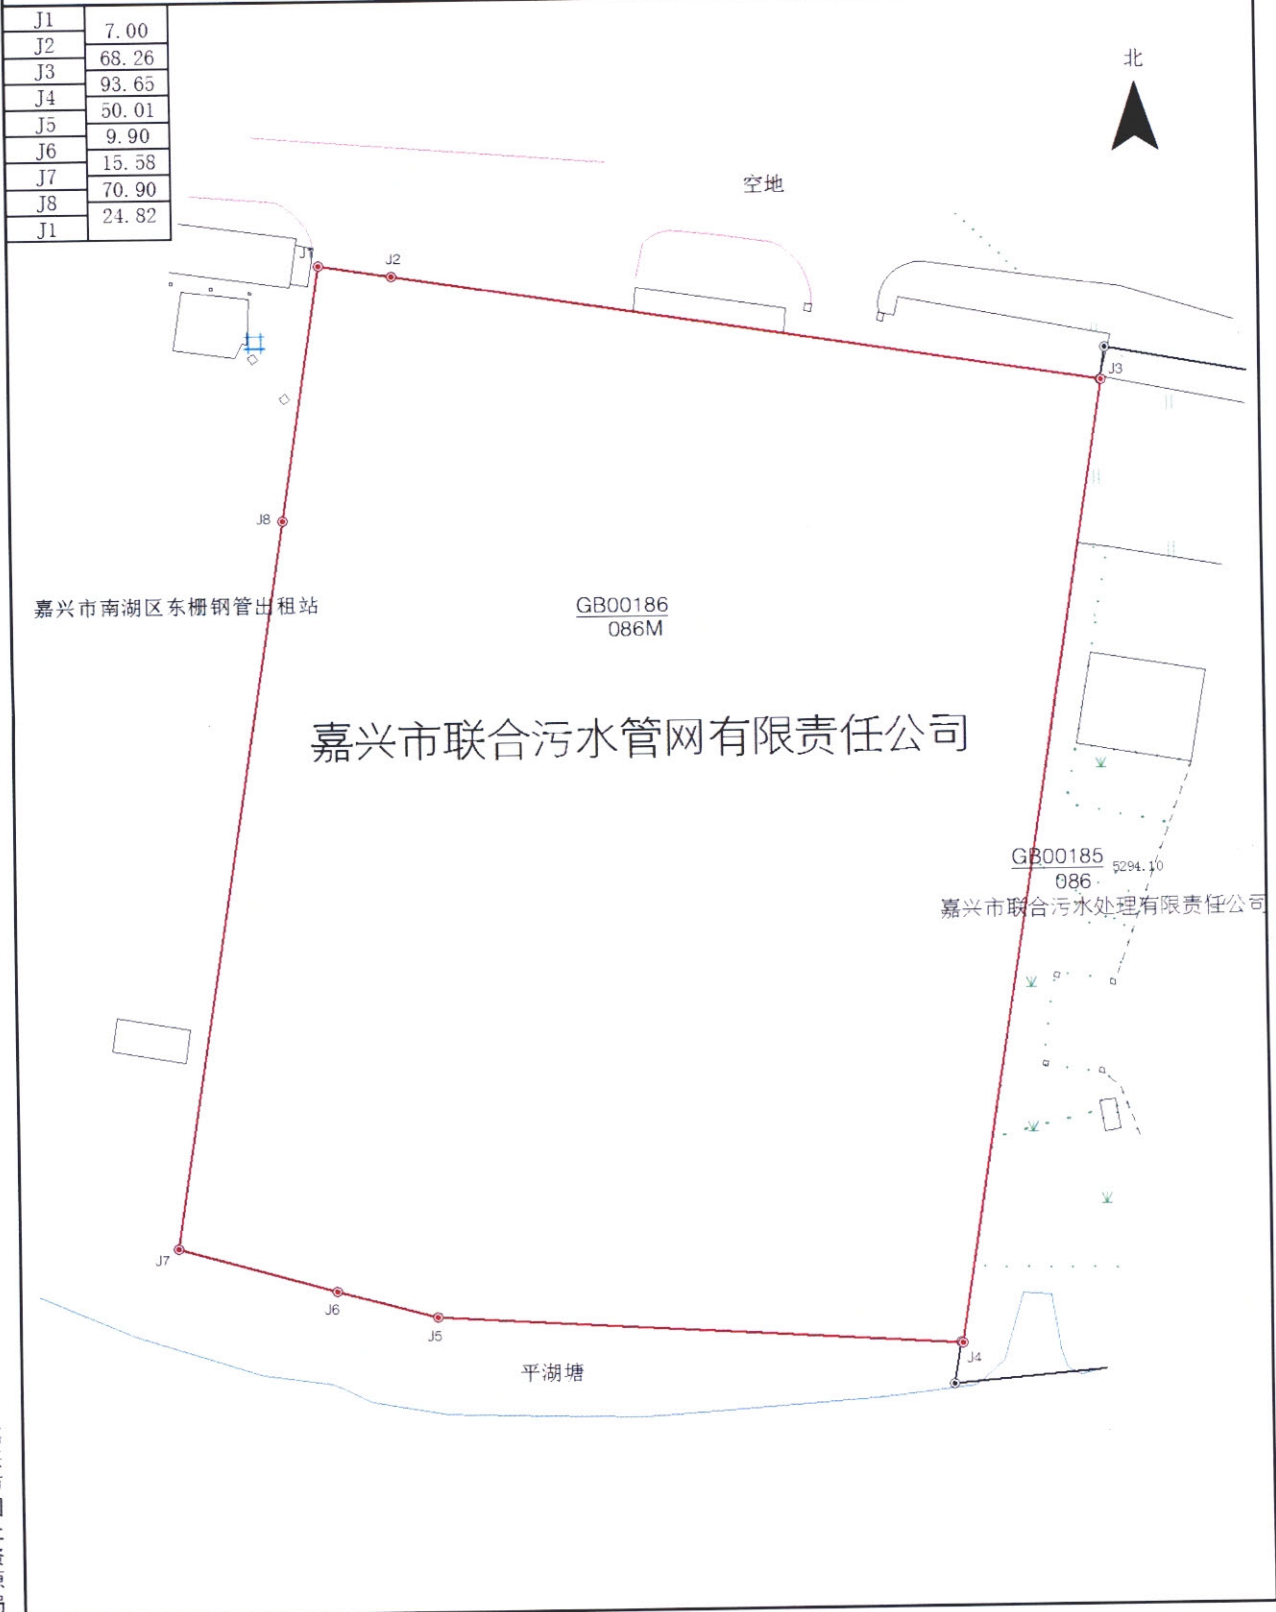 J1
7.00
J2
68.26
J3
93.65
J4
50.01
J5
9.90
J6
15.58
J7
70.90
J8
24.82
J1
北
空地
J1
J2
J3
J8
嘉兴市南湖区东栅钢管出租站
GB00186
086M
嘉兴市联合污水管网有限责任公司
GB00185
086
5294.10
嘉兴市联合污水处理有限责任公司
J7
J6
J5
J4
平湖塘